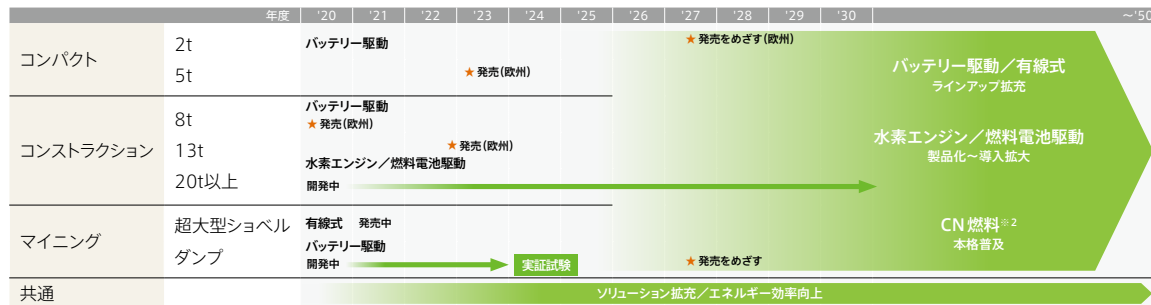 年度 '20 '21 '22 '23 '24 '25 '26 '27 '28 '29 '30 ～'50
コンパクト
2t
バッテリー駆動
★発売をめざす(欧州)
5t
★発売(欧州)
バッテリー駆動／有線式
ラインアップ拡充
コンストラクション
8t
バッテリー駆動
★発売(欧州)
13t
★発売(欧州)
20t以上
水素エンジン／燃料電池駆動
開発中
水素エンジン／燃料電池駆動
製品化～導入拡大
マイニング
超大型ショベル
有線式 発売中
ダンプ
バッテリー駆動
開発中
実証試験
★発売をめざす
CN燃料※2
本格普及
共通
ソリューション拡充／エネルギー効率向上